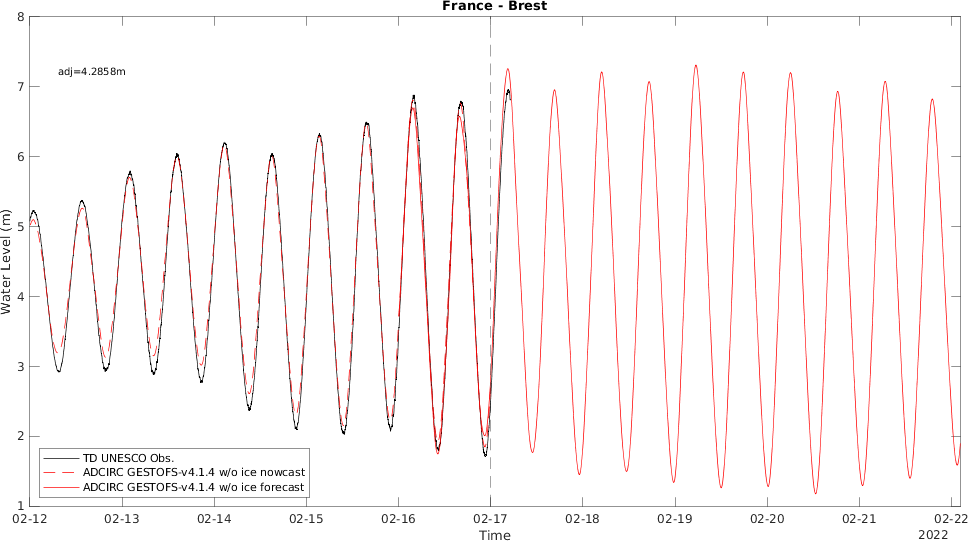 France - Brest
8
7
6
5
4
3
2
1
Water Level (m)
adj=4.2858m
TD UNESCO Obs.
ADCIRC GESTOFS-v4.1.4 w/o ice nowcast
ADCIRC GESTOFS-v4.1.4 w/o ice forecast
02-12 02-13 02-14 02-15 02-16 02-17 02-18 02-19 02-20 02-21 02-22
Time
2022